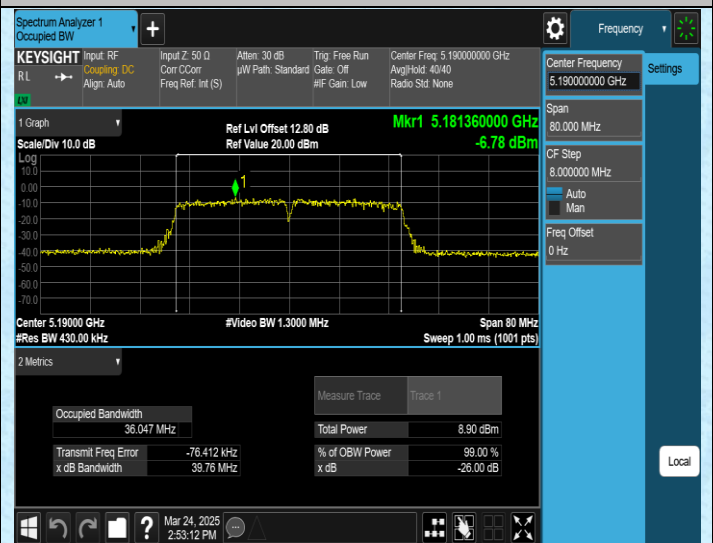 Spectrum Analyzer 1
Occupied BW
+
Frequency
KEYSIGHT
RL
LXI
Input: RF
Coupling: DC
Align: Auto
Input Z: 50 Ω
Corr CCorr
Freq Ref: Int (S)
Atten: 30 dB
µW Path: Standard
Trig: Free Run
Gate: Off
#IF Gain: Low
Center Freq: 5.190000000 GHz
Avg|Hold: 40/40
Radio Std: None
Center Frequency
5.190000000 GHz
Settings
Span
80.000 MHz
CF Step
8.000000 MHz
Auto
Man
Freq Offset
0 Hz
1 Graph
Ref Lvl Offset 12.80 dB
Mkr1 5.181360000 GHz
Scale/Div 10.0 dB
Ref Value 20.00 dBm
-6.78 dBm
Log
10.0
0.00
-10.0
-20.0
-30.0
-40.0
-50.0
-60.0
-70.0
1
Center 5.19000 GHz
#Video BW 1.3000 MHz
Span 80 MHz
#Res BW 430.00 kHz
Sweep 1.00 ms (1001 pts)
2 Metrics
Measure Trace
Trace 1
Occupied Bandwidth
36.047 MHz
Total Power
8.90 dBm
Transmit Freq Error
-76.412 kHz
% of OBW Power
99.00 %
x dB Bandwidth
39.76 MHz
x dB
-26.00 dB
Local
?
Mar 24, 2025
2:53:12 PM